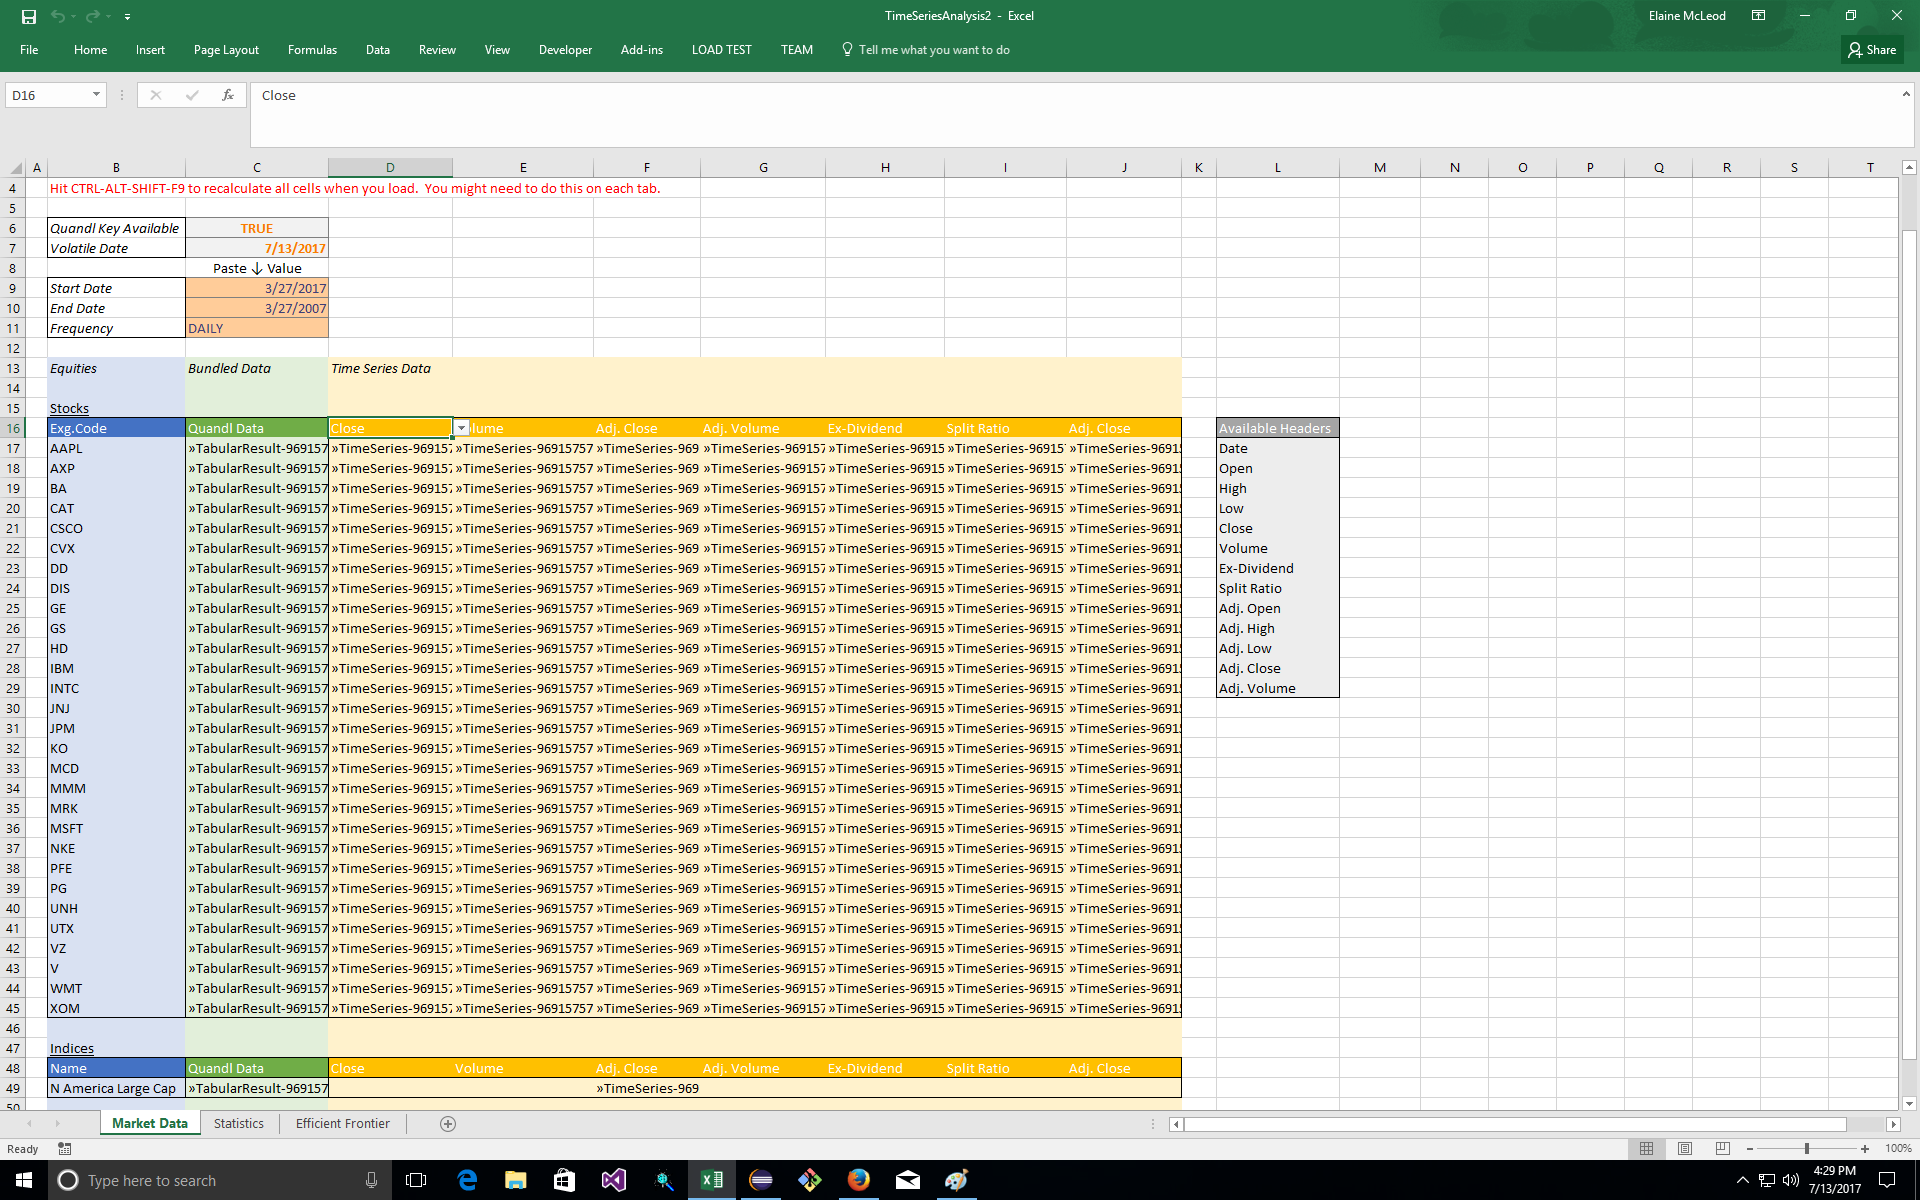 TimeSeriesAnalysis2 - Excel
Elaine McLeod
File Home Insert Page Layout Formulas Data Review View Developer Add-ins LOAD TEST TEAM Tell me what you want to do Share
D16 fx Close
A B C D E F G H I J K L M N O P Q R S T
4 Hit CTRL-ALT-SHIFT-F9 to recalculate all cells when you load. You might need to do this on each tab.
5
6 Quandl Key Available TRUE
7 Volatile Date 7/13/2017
8 Paste ↓ Value
9 Start Date 3/27/2017
10 End Date 3/27/2007
11 Frequency DAILY
12
13 Equities Bundled Data Time Series Data
14
15 Stocks
16 Exg.Code Quandl Data Close lume Adj. Close Adj. Volume Ex-Dividend Split Ratio Adj. Close Available Headers
17 AAPL »TabularResult-969157 »TimeSeries-96915 »TimeSeries-96915757 »TimeSeries-969 »TimeSeries-96915 »TimeSeries-96915 »TimeSeries-96915 »TimeSeries-9691 Date
18 AXP »TabularResult-969157 »TimeSeries-96915 »TimeSeries-96915757 »TimeSeries-969 »TimeSeries-96915 »TimeSeries-96915 »TimeSeries-96915 »TimeSeries-9691 Open
19 BA »TabularResult-969157 »TimeSeries-96915 »TimeSeries-96915757 »TimeSeries-969 »TimeSeries-96915 »TimeSeries-96915 »TimeSeries-96915 »TimeSeries-9691 High
20 CAT »TabularResult-969157 »TimeSeries-96915 »TimeSeries-96915757 »TimeSeries-969 »TimeSeries-96915 »TimeSeries-96915 »TimeSeries-96915 »TimeSeries-9691 Low
21 CSCO »TabularResult-969157 »TimeSeries-96915 »TimeSeries-96915757 »TimeSeries-969 »TimeSeries-96915 »TimeSeries-96915 »TimeSeries-96915 »TimeSeries-9691 Close
22 CVX »TabularResult-969157 »TimeSeries-96915 »TimeSeries-96915757 »TimeSeries-969 »TimeSeries-96915 »TimeSeries-96915 »TimeSeries-96915 »TimeSeries-9691 Volume
23 DD »TabularResult-969157 »TimeSeries-96915 »TimeSeries-96915757 »TimeSeries-969 »TimeSeries-96915 »TimeSeries-96915 »TimeSeries-96915 »TimeSeries-9691 Ex-Dividend
24 DIS »TabularResult-969157 »TimeSeries-96915 »TimeSeries-96915757 »TimeSeries-969 »TimeSeries-96915 »TimeSeries-96915 »TimeSeries-96915 »TimeSeries-9691 Split Ratio
25 GE »TabularResult-969157 »TimeSeries-96915 »TimeSeries-96915757 »TimeSeries-969 »TimeSeries-96915 »TimeSeries-96915 »TimeSeries-96915 »TimeSeries-9691 Adj. Open
26 GS »TabularResult-969157 »TimeSeries-96915 »TimeSeries-96915757 »TimeSeries-969 »TimeSeries-96915 »TimeSeries-96915 »TimeSeries-96915 »TimeSeries-9691 Adj. High
27 HD »TabularResult-969157 »TimeSeries-96915 »TimeSeries-96915757 »TimeSeries-969 »TimeSeries-96915 »TimeSeries-96915 »TimeSeries-96915 »TimeSeries-9691 Adj. Low
28 IBM »TabularResult-969157 »TimeSeries-96915 »TimeSeries-96915757 »TimeSeries-969 »TimeSeries-96915 »TimeSeries-96915 »TimeSeries-96915 »TimeSeries-9691 Adj. Close
29 INTC »TabularResult-969157 »TimeSeries-96915 »TimeSeries-96915757 »TimeSeries-969 »TimeSeries-96915 »TimeSeries-96915 »TimeSeries-96915 »TimeSeries-9691 Adj. Volume
30 JNJ »TabularResult-969157 »TimeSeries-96915 »TimeSeries-96915757 »TimeSeries-969 »TimeSeries-96915 »TimeSeries-96915 »TimeSeries-96915 »TimeSeries-9691
31 JPM »TabularResult-969157 »TimeSeries-96915 »TimeSeries-96915757 »TimeSeries-969 »TimeSeries-96915 »TimeSeries-96915 »TimeSeries-96915 »TimeSeries-9691
32 KO »TabularResult-969157 »TimeSeries-96915 »TimeSeries-96915757 »TimeSeries-969 »TimeSeries-96915 »TimeSeries-96915 »TimeSeries-96915 »TimeSeries-9691
33 MCD »TabularResult-969157 »TimeSeries-96915 »TimeSeries-96915757 »TimeSeries-969 »TimeSeries-96915 »TimeSeries-96915 »TimeSeries-96915 »TimeSeries-9691
34 MMM »TabularResult-969157 »TimeSeries-96915 »TimeSeries-96915757 »TimeSeries-969 »TimeSeries-96915 »TimeSeries-96915 »TimeSeries-96915 »TimeSeries-9691
35 MRK »TabularResult-969157 »TimeSeries-96915 »TimeSeries-96915757 »TimeSeries-969 »TimeSeries-96915 »TimeSeries-96915 »TimeSeries-96915 »TimeSeries-9691
36 MSFT »TabularResult-969157 »TimeSeries-96915 »TimeSeries-96915757 »TimeSeries-969 »TimeSeries-96915 »TimeSeries-96915 »TimeSeries-96915 »TimeSeries-9691
37 NKE »TabularResult-969157 »TimeSeries-96915 »TimeSeries-96915757 »TimeSeries-969 »TimeSeries-96915 »TimeSeries-96915 »TimeSeries-96915 »TimeSeries-9691
38 PFE »TabularResult-969157 »TimeSeries-96915 »TimeSeries-96915757 »TimeSeries-969 »TimeSeries-96915 »TimeSeries-96915 »TimeSeries-96915 »TimeSeries-9691
39 PG »TabularResult-969157 »TimeSeries-96915 »TimeSeries-96915757 »TimeSeries-969 »TimeSeries-96915 »TimeSeries-96915 »TimeSeries-96915 »TimeSeries-9691
40 UNH »TabularResult-969157 »TimeSeries-96915 »TimeSeries-96915757 »TimeSeries-969 »TimeSeries-96915 »TimeSeries-96915 »TimeSeries-96915 »TimeSeries-9691
41 UTX »TabularResult-969157 »TimeSeries-96915 »TimeSeries-96915757 »TimeSeries-969 »TimeSeries-96915 »TimeSeries-96915 »TimeSeries-96915 »TimeSeries-9691
42 VZ »TabularResult-969157 »TimeSeries-96915 »TimeSeries-96915757 »TimeSeries-969 »TimeSeries-96915 »TimeSeries-96915 »TimeSeries-96915 »TimeSeries-9691
43 V »TabularResult-969157 »TimeSeries-96915 »TimeSeries-96915757 »TimeSeries-969 »TimeSeries-96915 »TimeSeries-96915 »TimeSeries-96915 »TimeSeries-9691
44 WMT »TabularResult-969157 »TimeSeries-96915 »TimeSeries-96915757 »TimeSeries-969 »TimeSeries-96915 »TimeSeries-96915 »TimeSeries-96915 »TimeSeries-9691
45 XOM »TabularResult-969157 »TimeSeries-96915 »TimeSeries-96915757 »TimeSeries-969 »TimeSeries-96915 »TimeSeries-96915 »TimeSeries-96915 »TimeSeries-9691
46
47 Indices
48 Name Quandl Data Close Volume Adj. Close Adj. Volume Ex-Dividend Split Ratio Adj. Close
49 N America Large Cap »TabularResult-969157 »TimeSeries-969
50
Market Data Statistics Efficient Frontier
Ready 100%
Type here to search
4:29 PM
7/13/2017